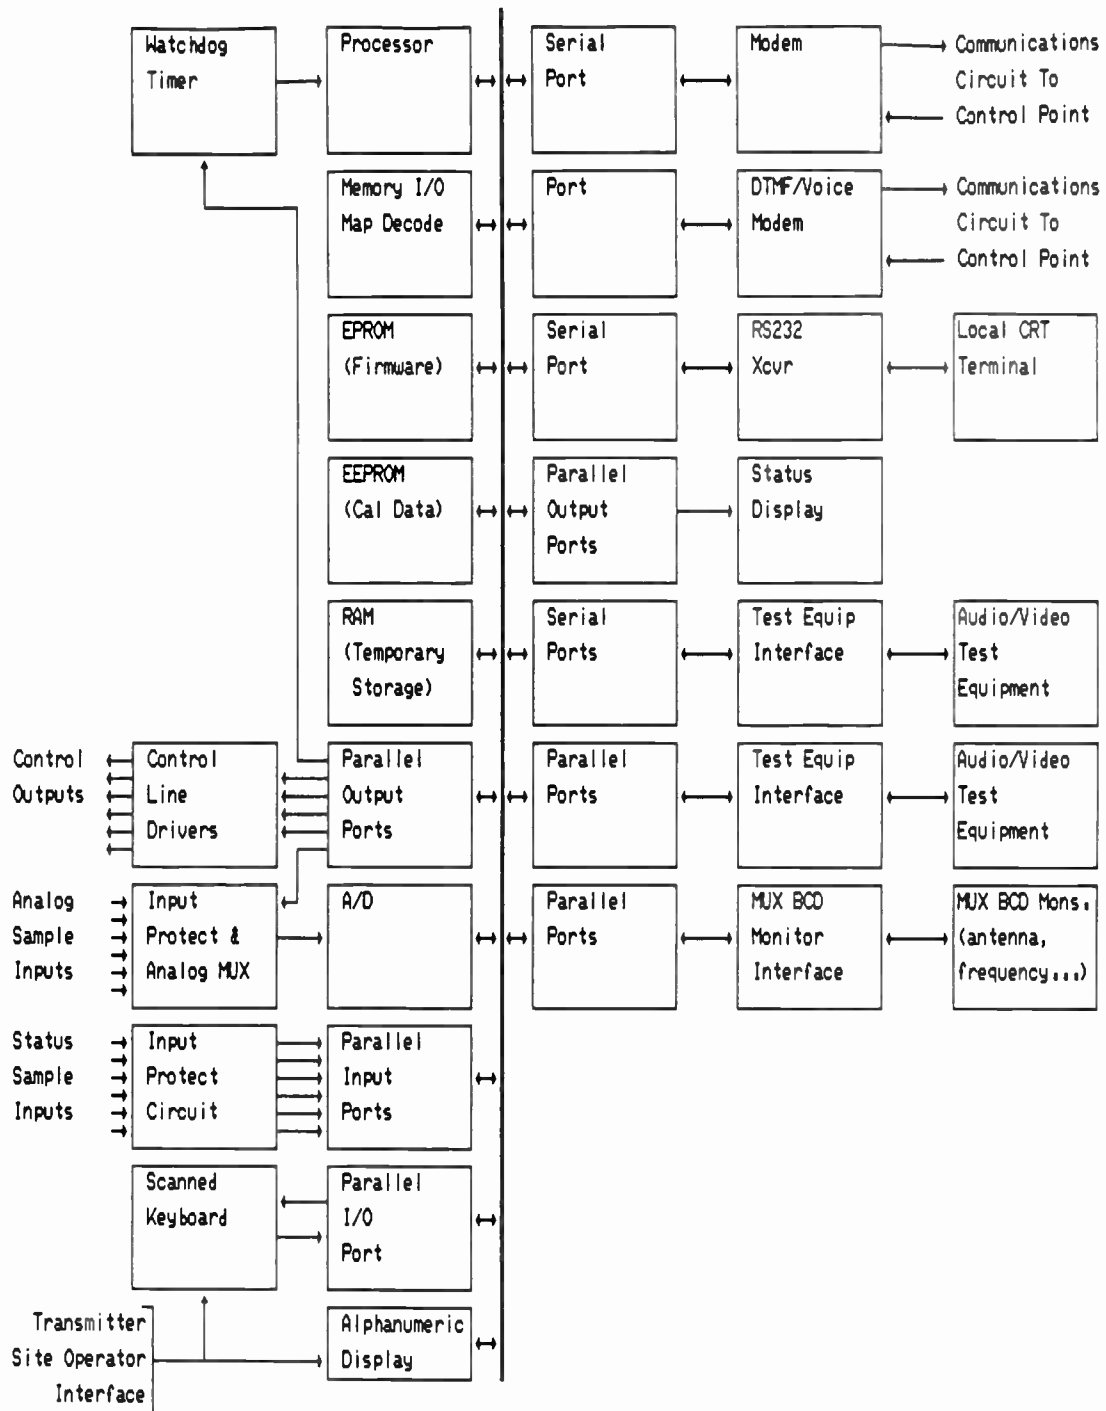 Watchdog
Timer
Processor
Serial
Port
Modem
Communications
Circuit To
Control Point
Memory I/O
Map Decode
Port
DTMF/Voice
Modem
Communications
Circuit To
Control Point
EPROM
(Firmware)
Serial
Port
RS232
Xcvr
Local CRT
Terminal
EEPROM
(Cal Data)
Parallel
Output
Ports
Status
Display
RAM
(Temporary
Storage)
Serial
Ports
Test Equip
Interface
Audio/Video
Test
Equipment
Control
Outputs
Control
Line
Drivers
Parallel
Output
Ports
Parallel
Ports
Test Equip
Interface
Audio/Video
Test
Equipment
Analog
Sample
Inputs
Input
Protect &
Analog MUX
A/D
Parallel
Ports
MUX BCD
Monitor
Interface
MUX BCD Mons.
(antenna,
frequency...)
Status
Sample
Inputs
Input
Protect
Circuit
Parallel
Input
Ports
Scanned
Keyboard
Parallel
I/O
Port
Transmitter
Site Operator
Interface
Alphanumeric
Display